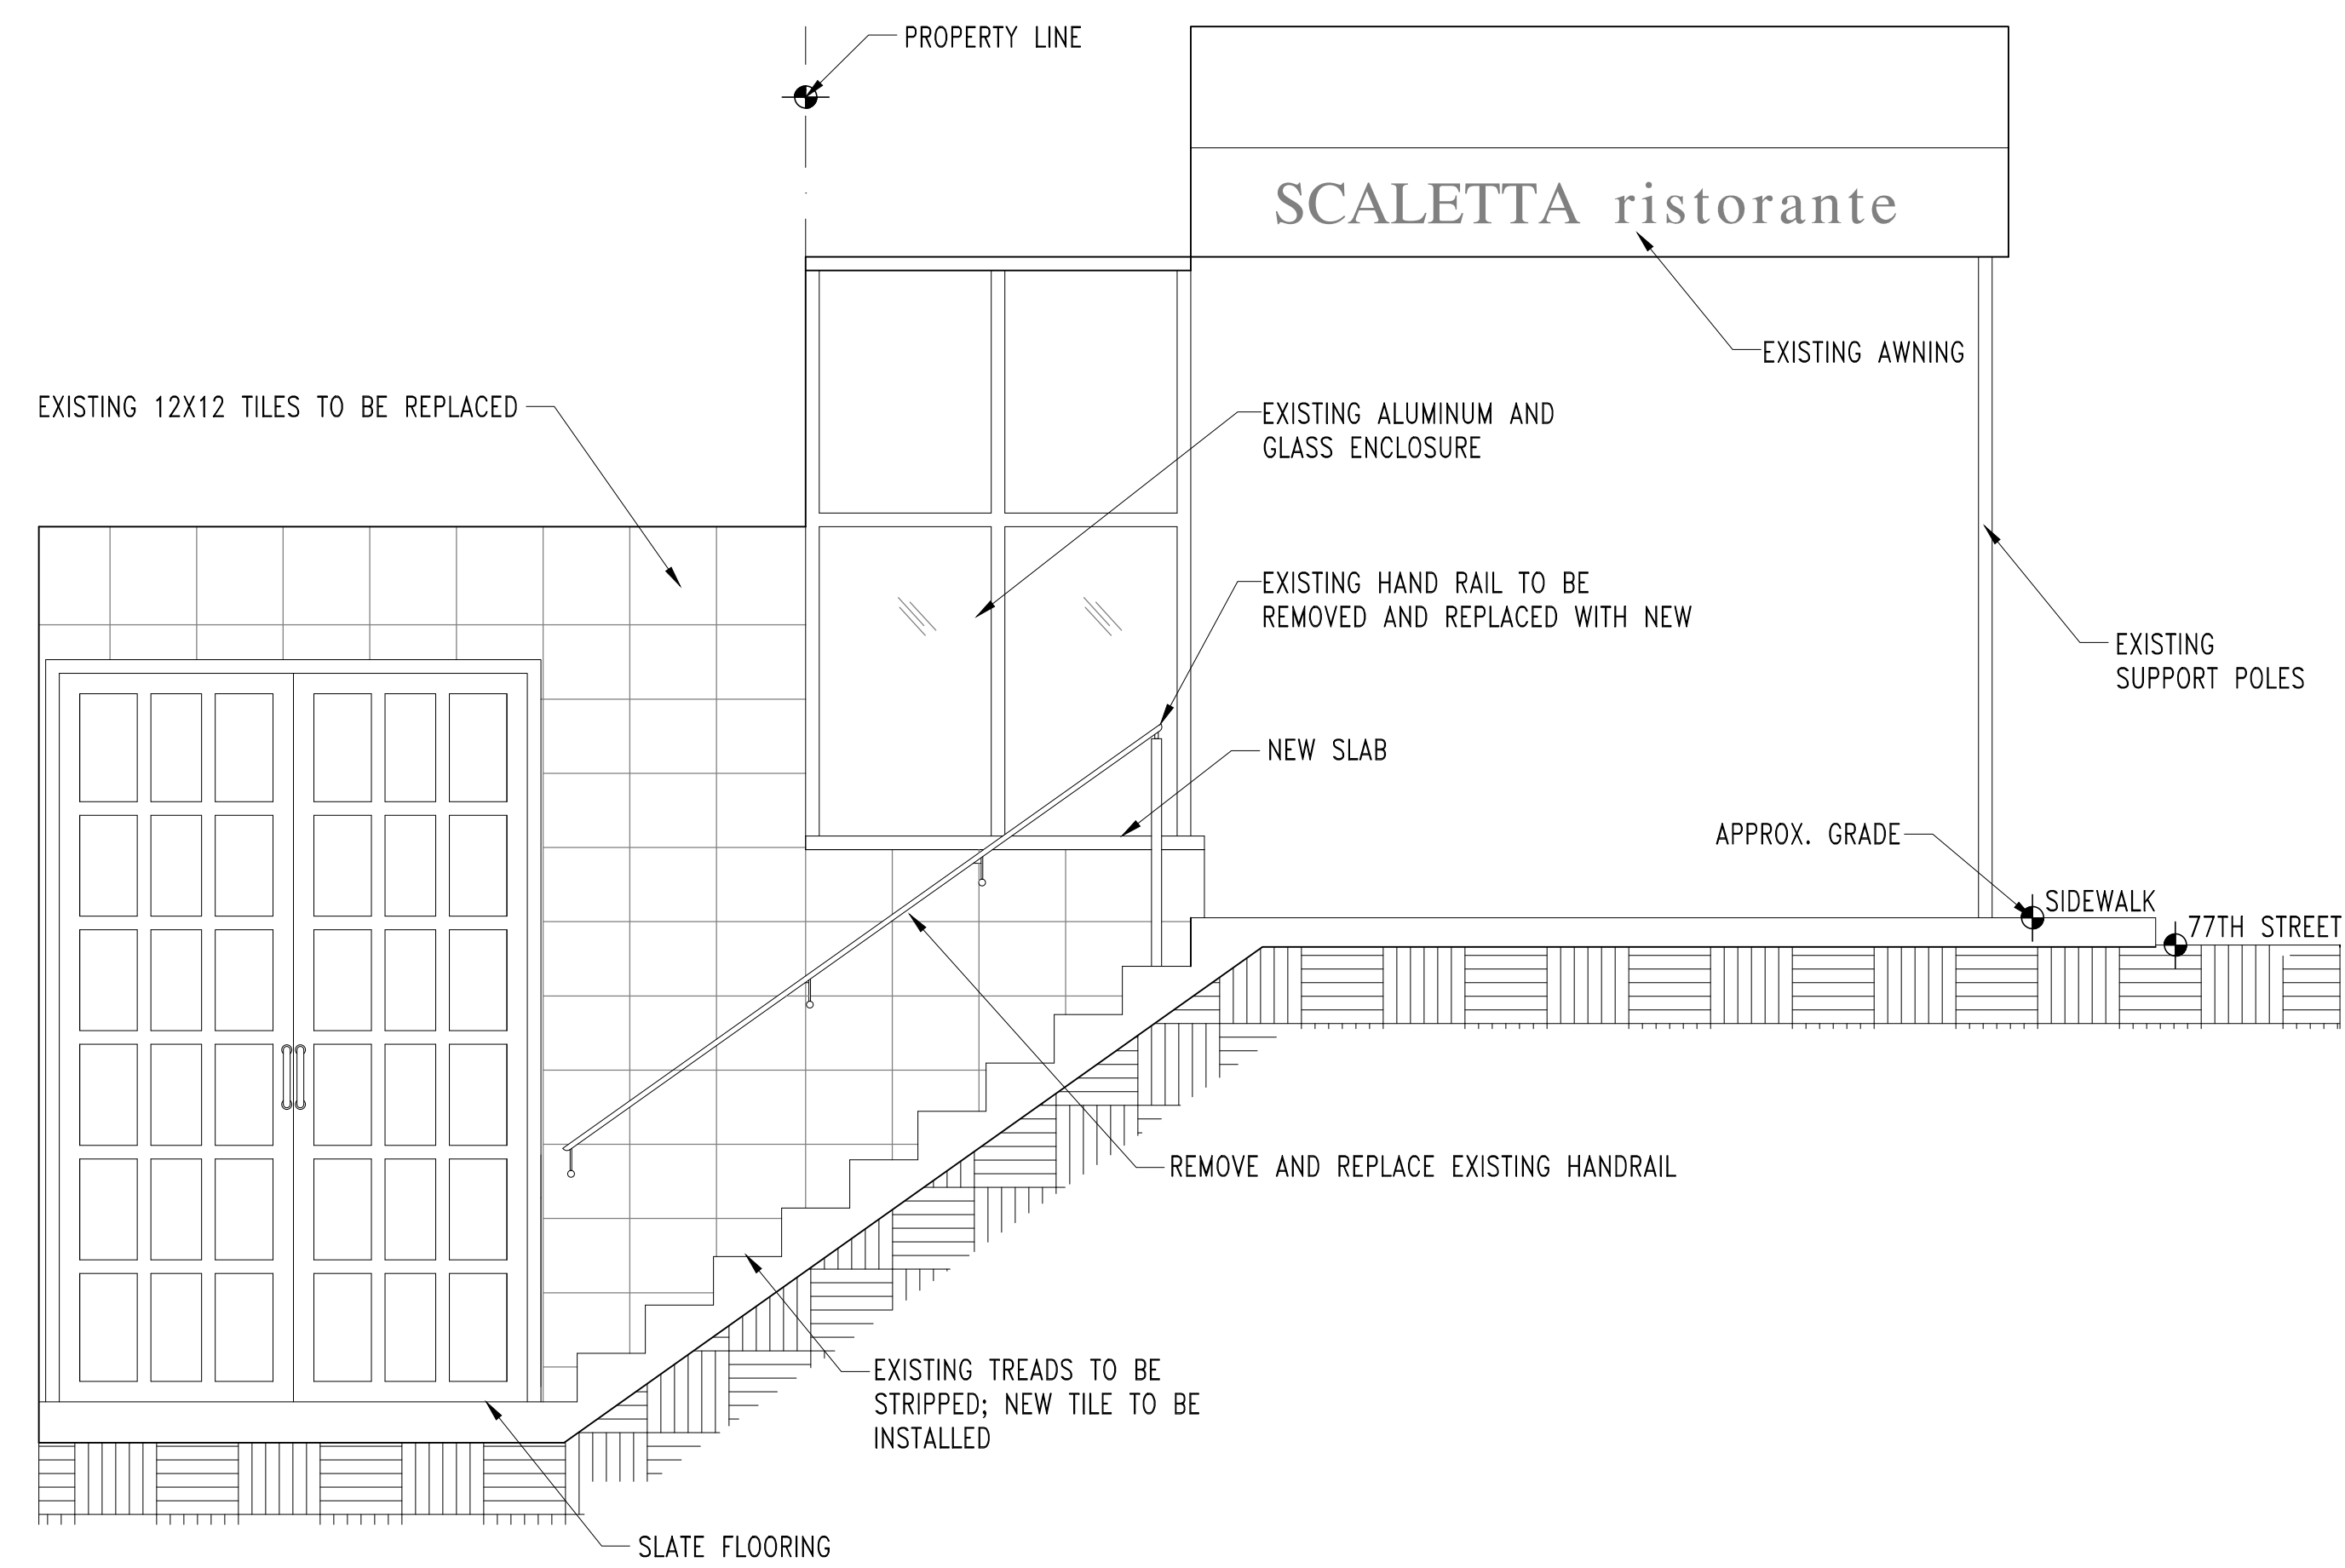 PROPERTY LINE
SCALETTA ristorante
EXISTING AWNING
EXISTING 12X12 TILES TO BE REPLACED
EXISTING ALUMINUM AND
GLASS ENCLOSURE
EXISTING HAND RAIL TO BE
REMOVED AND REPLACED WITH NEW
EXISTING
SUPPORT POLES
NEW SLAB
APPROX. GRADE
SIDEWALK
77TH STREET
REMOVE AND REPLACE EXISTING HANDRAIL
EXISTING TREADS TO BE
STRIPPED; NEW TILE TO BE
INSTALLED
SLATE FLOORING